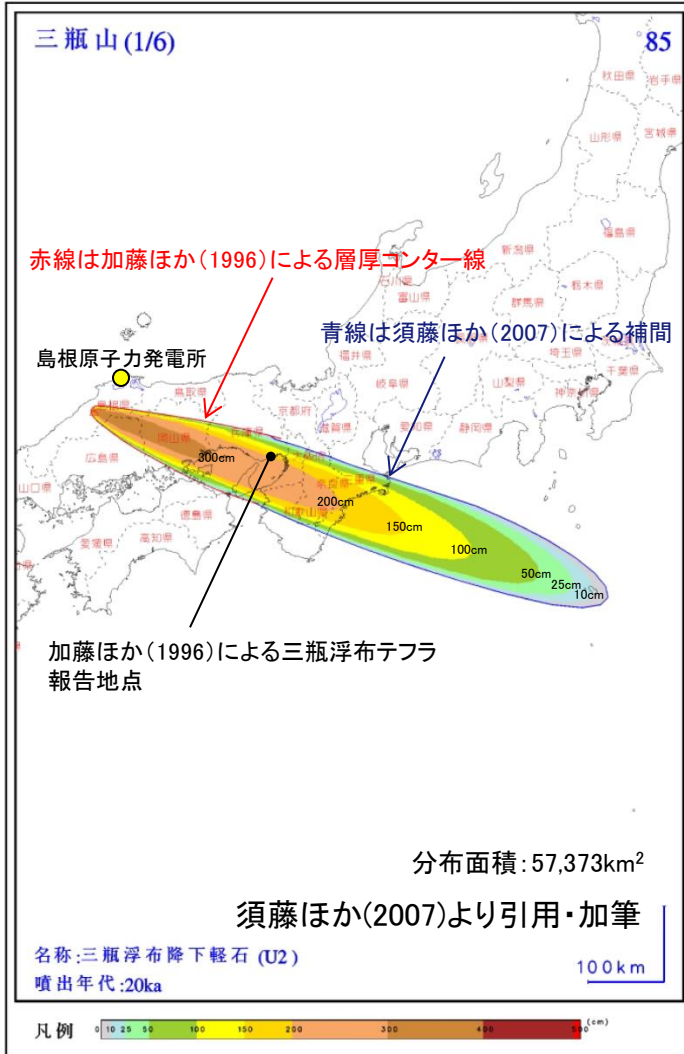 三瓶山(1/6)
85
秋田県
岩手県
山形県
宮城県
赤線は加藤ほか(1996)による層厚コンター線
福島県
新潟県
石川県
富山県
栃木県
群馬県
青線は須藤ほか(2007)による補間
島根原子力発電所
福井県
埼玉県
千葉県
鳥取県
岐阜県
山梨県
神奈川県
島根県
京都府
兵庫県
滋賀県
愛知県
静岡県
岡山県
大阪府
広島県
300cm
奈良県
山口県
200cm
和歌山県
徳島県
150cm
愛媛県
高知県
100cm
50cm
25cm
10cm
加藤ほか(1996)による三瓶浮布テフラ
報告地点
分布面積:57,373km²
須藤ほか(2007)より引用・加筆
名称:三瓶浮布降下軽石 (U2)
噴出年代:20ka
100km
凡例
0 10 25 50 100 150 200 300 400 500 (cm)